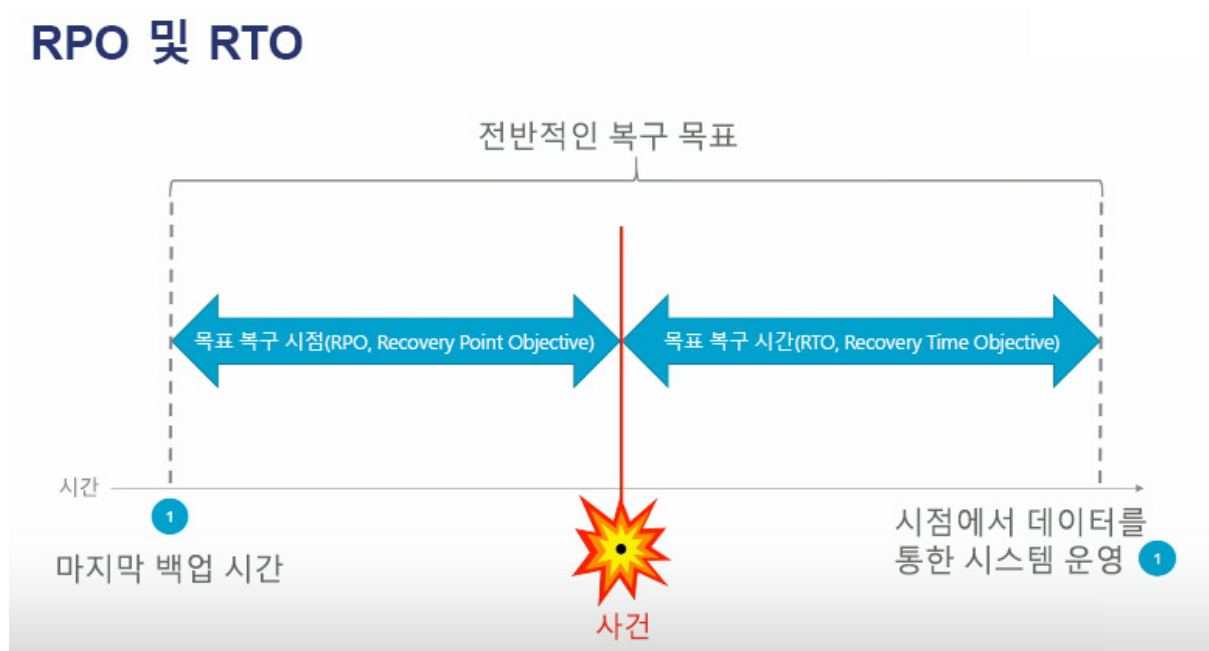 RPO 및 RTO
전반적인 복구 목표
목표 복구 시점(RPO, Recovery Point Objective)
목표 복구 시간(RTO, Recovery Time Objective)
시간
1
마지막 백업 시간
사건
시점에서 데이터를
통한 시스템 운영 1